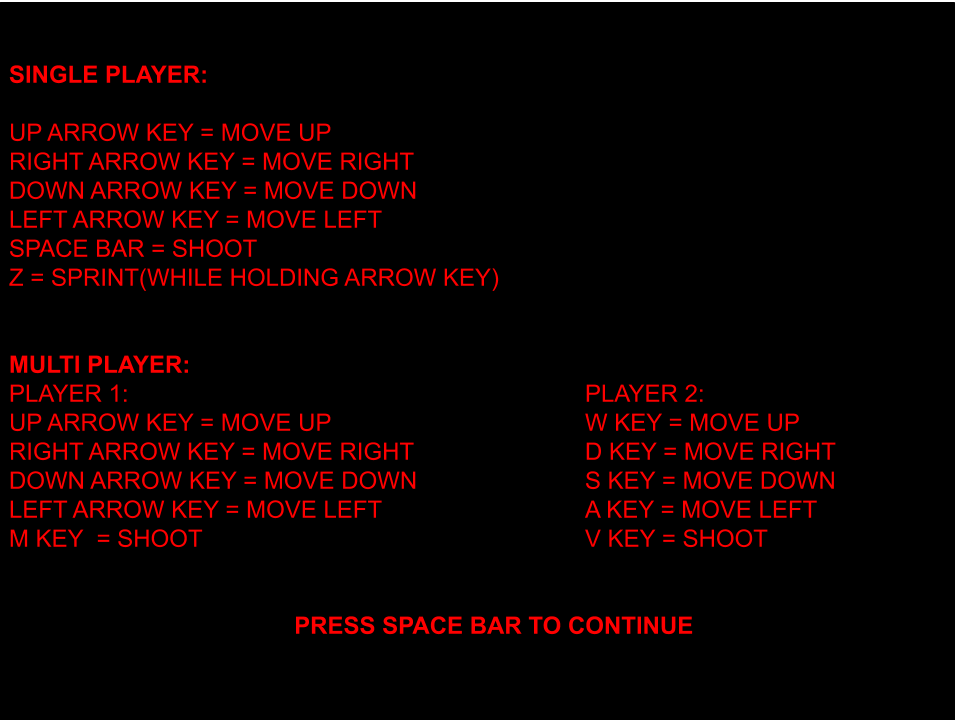 SINGLE PLAYER:
UP ARROW KEY = MOVE UP
RIGHT ARROW KEY = MOVE RIGHT
DOWN ARROW KEY = MOVE DOWN
LEFT ARROW KEY = MOVE LEFT
SPACE BAR = SHOOT
Z = SPRINT(WHILE HOLDING ARROW KEY)
MULTI PLAYER:
PLAYER 1:
UP ARROW KEY = MOVE UP
RIGHT ARROW KEY = MOVE RIGHT
DOWN ARROW KEY = MOVE DOWN
LEFT ARROW KEY = MOVE LEFT
M KEY  = SHOOT
PLAYER 2:
W KEY = MOVE UP
D KEY = MOVE RIGHT
S KEY = MOVE DOWN
A KEY = MOVE LEFT
V KEY = SHOOT
PRESS SPACE BAR TO CONTINUE